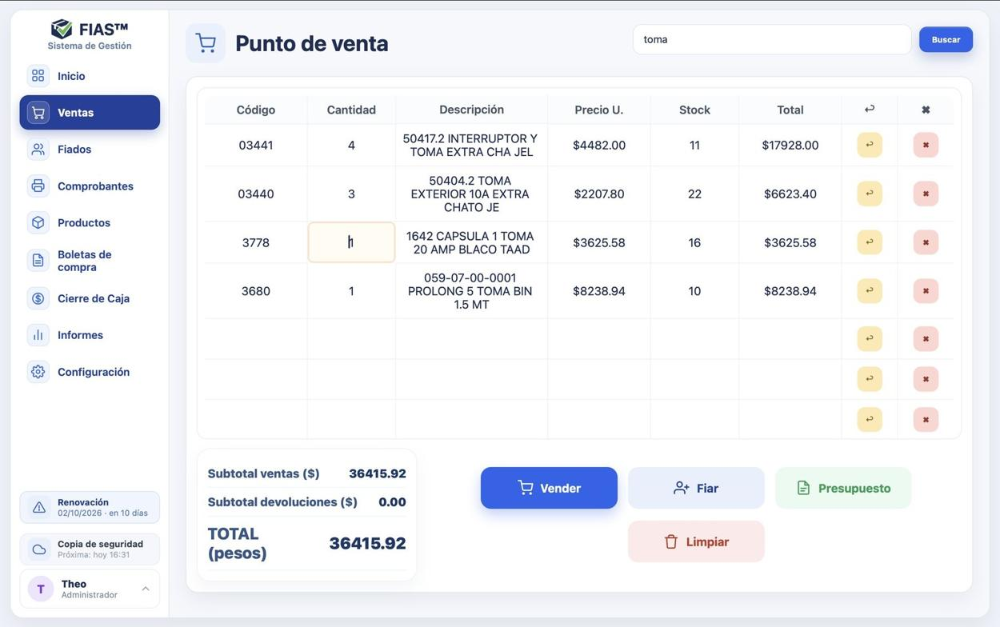 FIAS™
Sistema de Gestión
Inicio
Ventas
Fiados
Comprobantes
Productos
Boletas de
compra
Cierre de Caja
Informes
Configuración
Renovación
02/10/2026 · en 10 días
Copia de seguridad
Próxima: hoy 16:31
T
Theo
Administrador
Punto de venta
toma
Buscar
Código Cantidad Descripción Precio U. Stock Total ↩ ✖
03441 4 50417.2 INTERRUPTOR Y $4482.00 11 $17928.00 ↩ ✖
TOMA EXTRA CHA JEL
03440 3 50404.2 TOMA $2207.80 22 $6623.40 ↩ ✖
EXTERIOR 10A EXTRA
CHATO JE
3778 1 1642 CAPSULA 1 TOMA $3625.58 16 $3625.58 ↩ ✖
20 AMP BLACO TAAD
3680 1 059-07-00-0001 $8238.94 10 $8238.94 ↩ ✖
PROLONG 5 TOMA BIN
1.5 MT
↩ ✖
↩ ✖
↩ ✖
Subtotal ventas ($) 36415.92
Subtotal devoluciones ($) 0.00
TOTAL
(pesos) 36415.92
Vender
Fiar
Presupuesto
Limpiar